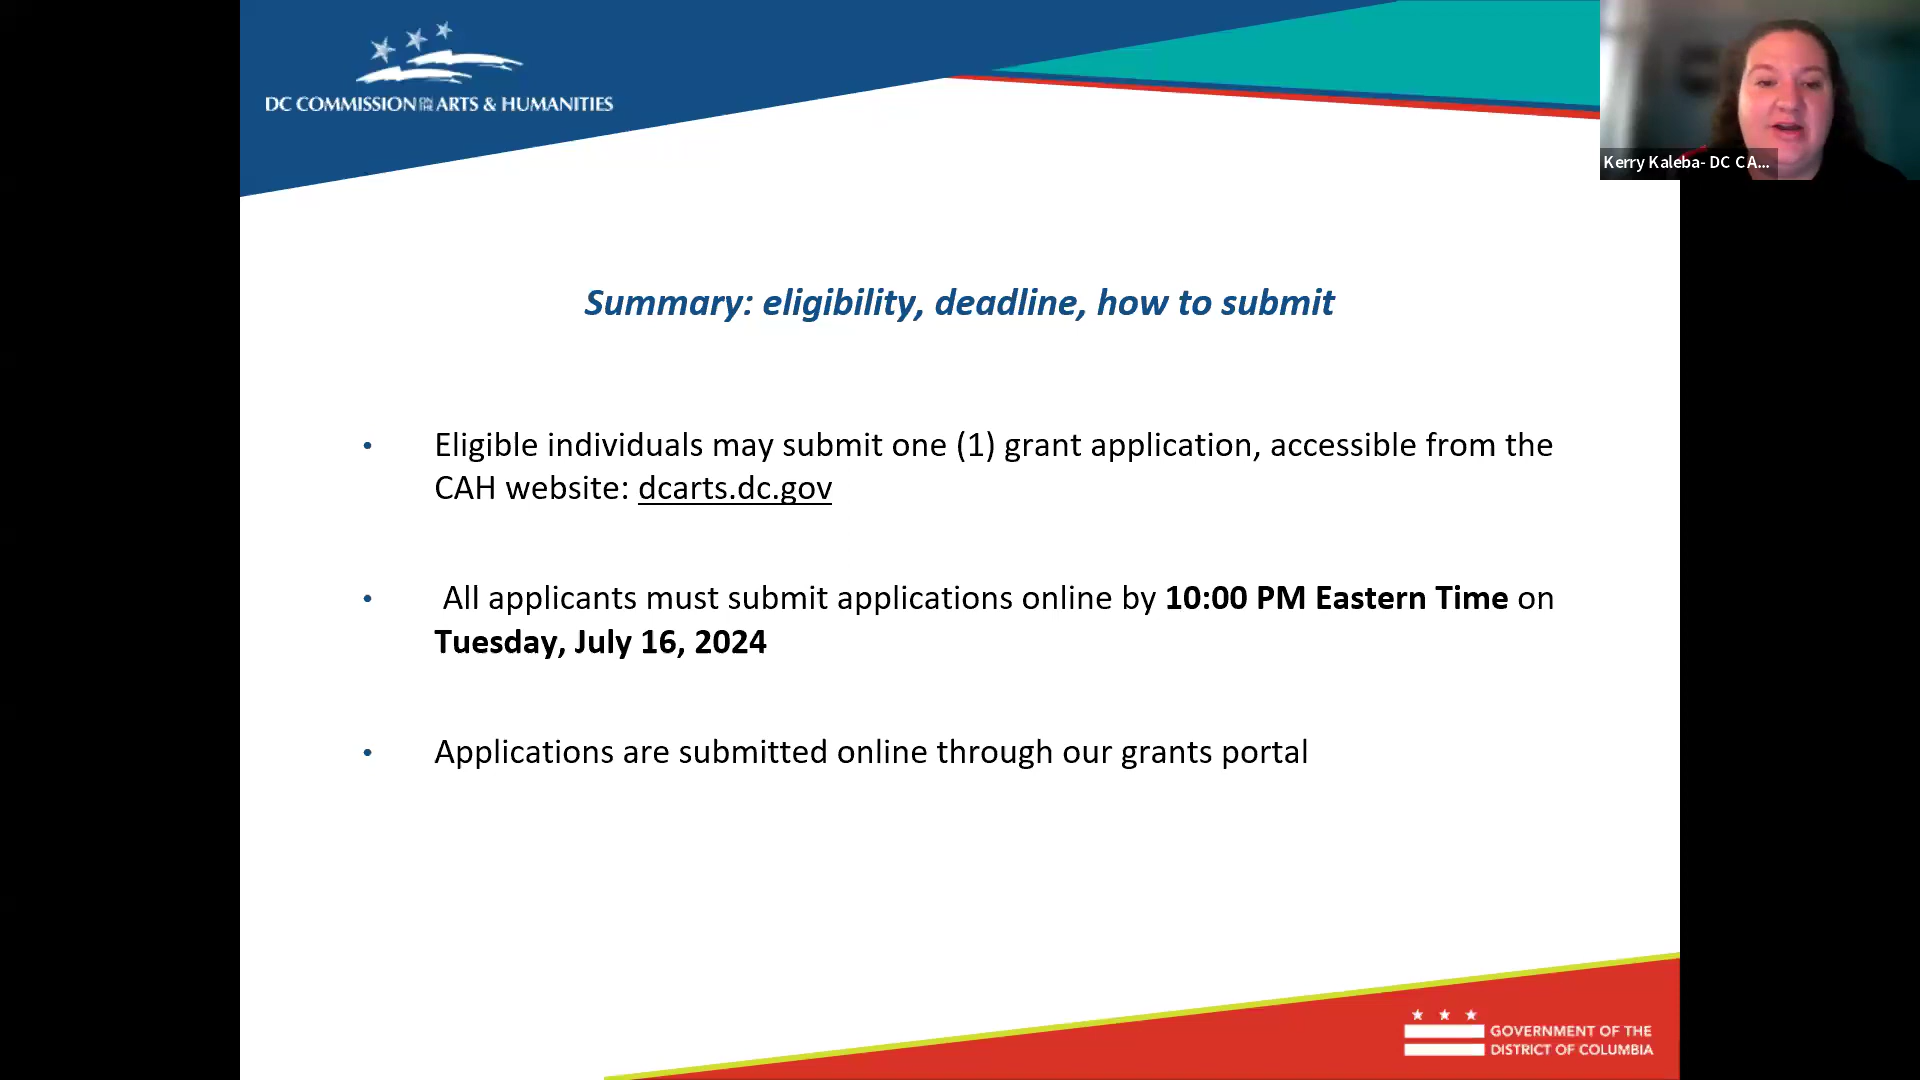 DC COMMISSION ON THE ARTS & HUMANITIES
Kerry Kaleba- DC CA...
Summary: eligibility, deadline, how to submit
• Eligible individuals may submit one (1) grant application, accessible from the
CAH website: dcarts.dc.gov
• All applicants must submit applications online by 10:00 PM Eastern Time on
Tuesday, July 16, 2024
• Applications are submitted online through our grants portal
GOVERNMENT OF THE
DISTRICT OF COLUMBIA